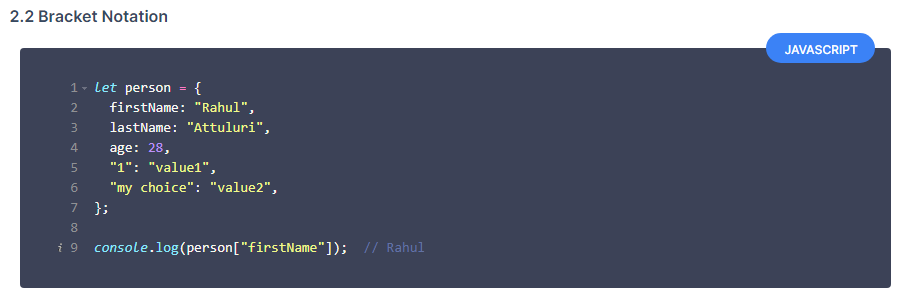 2.2 Bracket Notation
JAVASCRIPT
1 let person = {
2   firstName: "Rahul",
3   lastName: "Attuluri",
4   age: 28,
5   "1": "value1",
6   "my choice": "value2",
7 };
8
i 9 console.log(person["firstName"]);  // Rahul